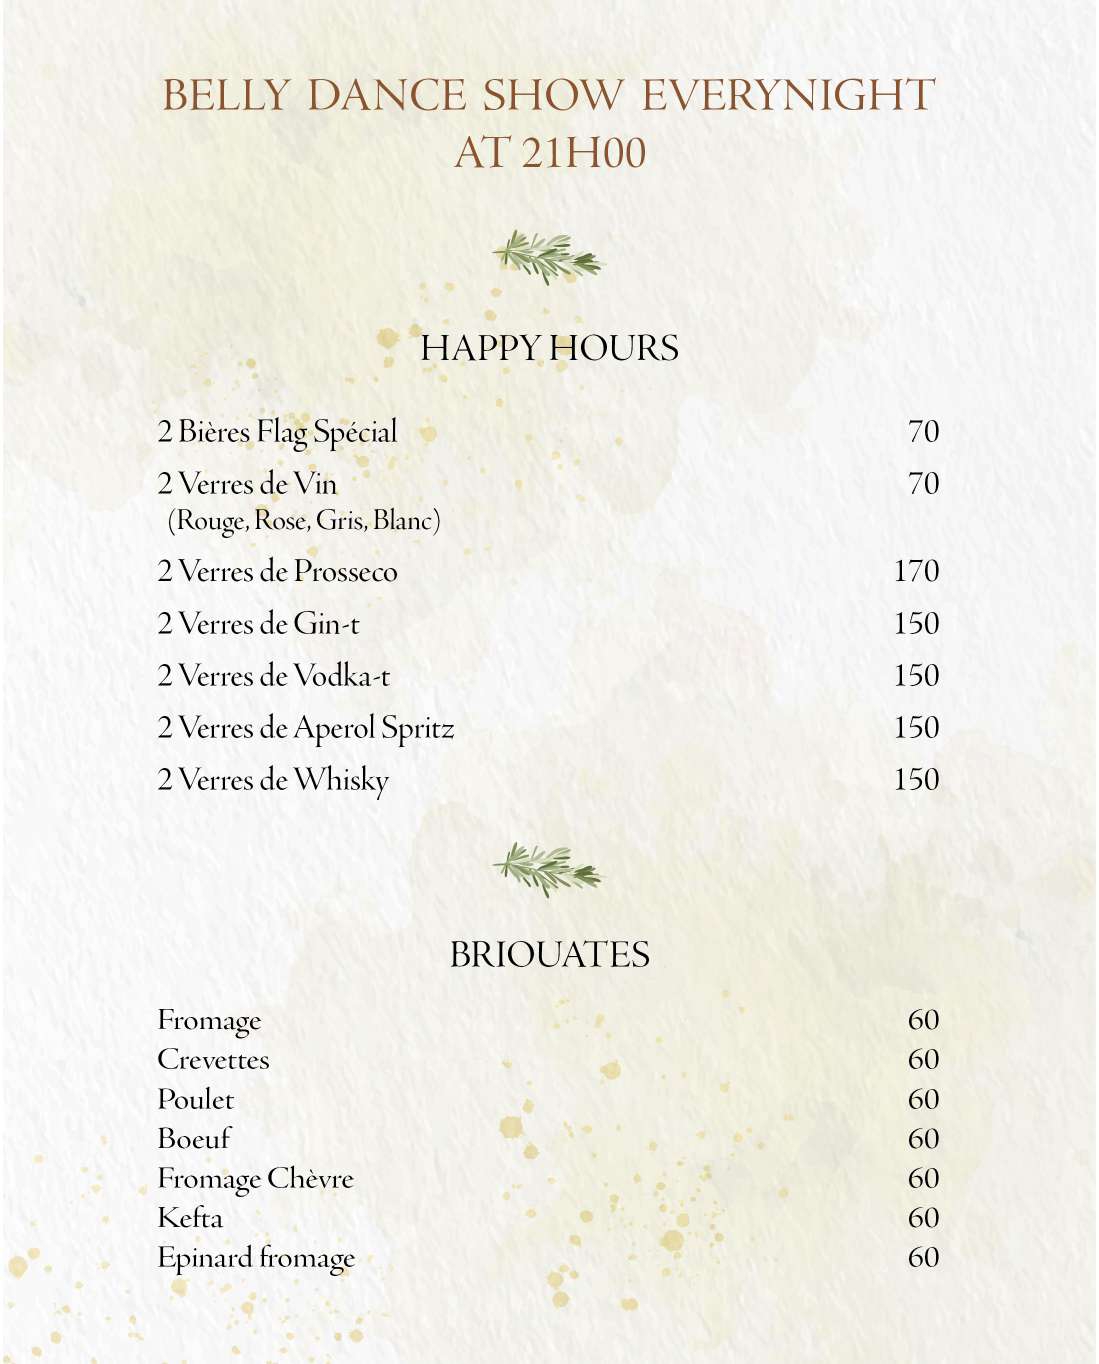 BELLY DANCE SHOW EVERYNIGHT
AT 21H00
HAPPY HOURS
2 Bières Flag Spécial 70
2 Verres de Vin 70
(Rouge, Rose, Gris, Blanc)
2 Verres de Prosseco 170
2 Verres de Gin-t 150
2 Verres de Vodka-t 150
2 Verres de Aperol Spritz 150
2 Verres de Whisky 150
BRIOUATES
Fromage 60
Crevettes 60
Poulet 60
Boeuf 60
Fromage Chèvre 60
Kefta 60
Epinard fromage 60